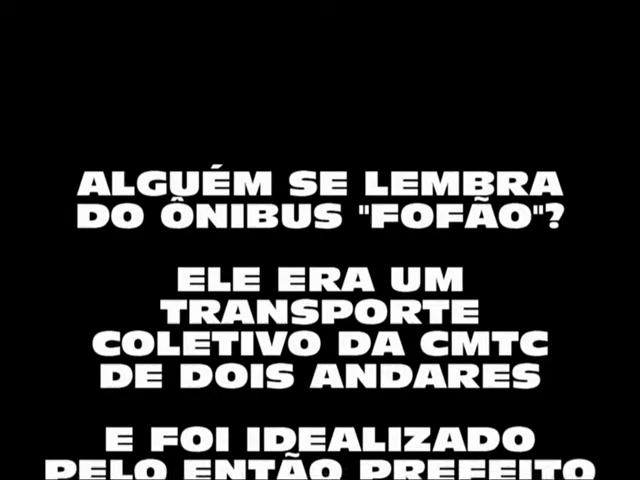 ALGUÉM SE LEMBRA
DO ÔNIBUS "FOFÃO"?
ELE ERA UM
TRANSPORTE
COLETIVO DA CMTC
DE DOIS ANDARES
E FOI IDEALIZADO
PELO ENTÃO PREFEITO